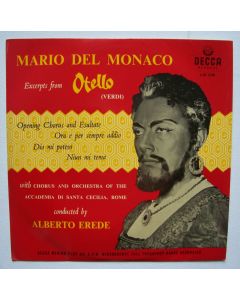 MARIO DEL MONACO
DECCA
Excerpts from Otello
(VERDI)
Opening Chorus and Esultate
Ora e per sempre addio
Dio mi potevi
Niun mi tema
with CHORUS AND ORCHESTRA OF THE
ACCADEMIA DI SANTA CECILIA, ROME
conducted by
ALBERTO EREDE